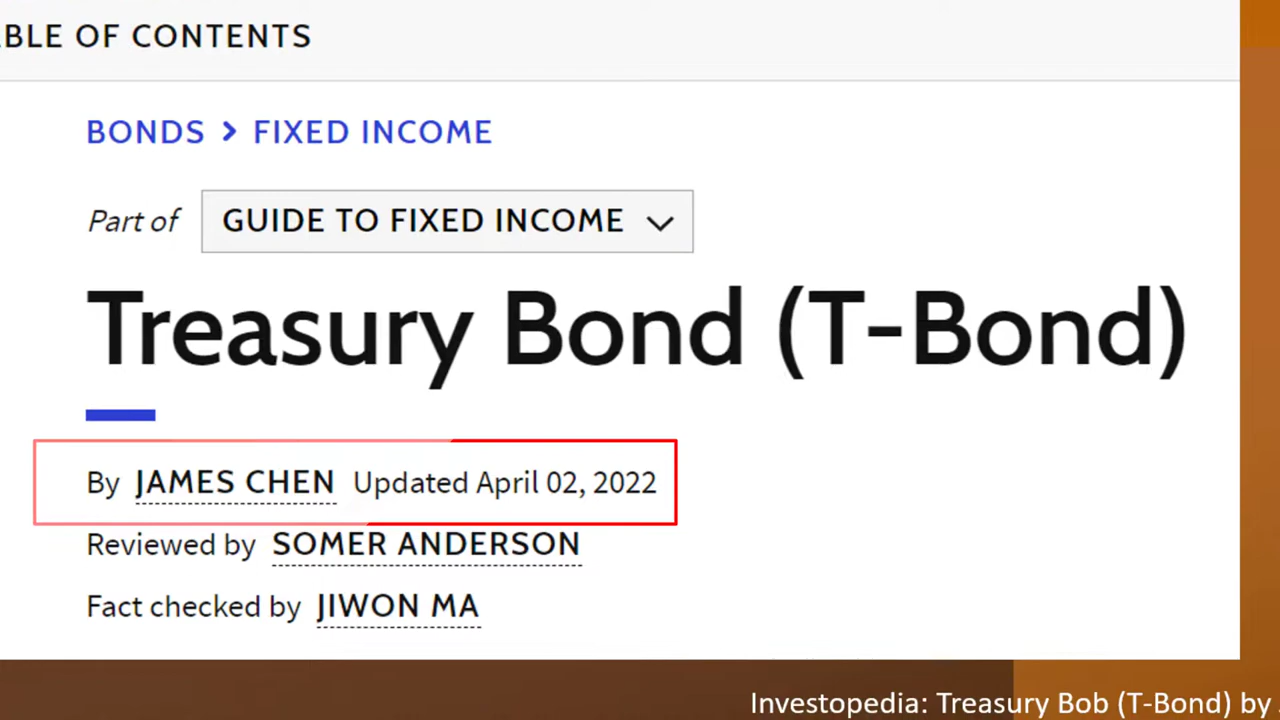 TABLE OF CONTENTS
BONDS > FIXED INCOME
Part of GUIDE TO FIXED INCOME
Treasury Bond (T-Bond)
By JAMES CHEN Updated April 02, 2022
Reviewed by SOMER ANDERSON
Fact checked by JIWON MA
Investopedia: Treasury Bob (T-Bond) by